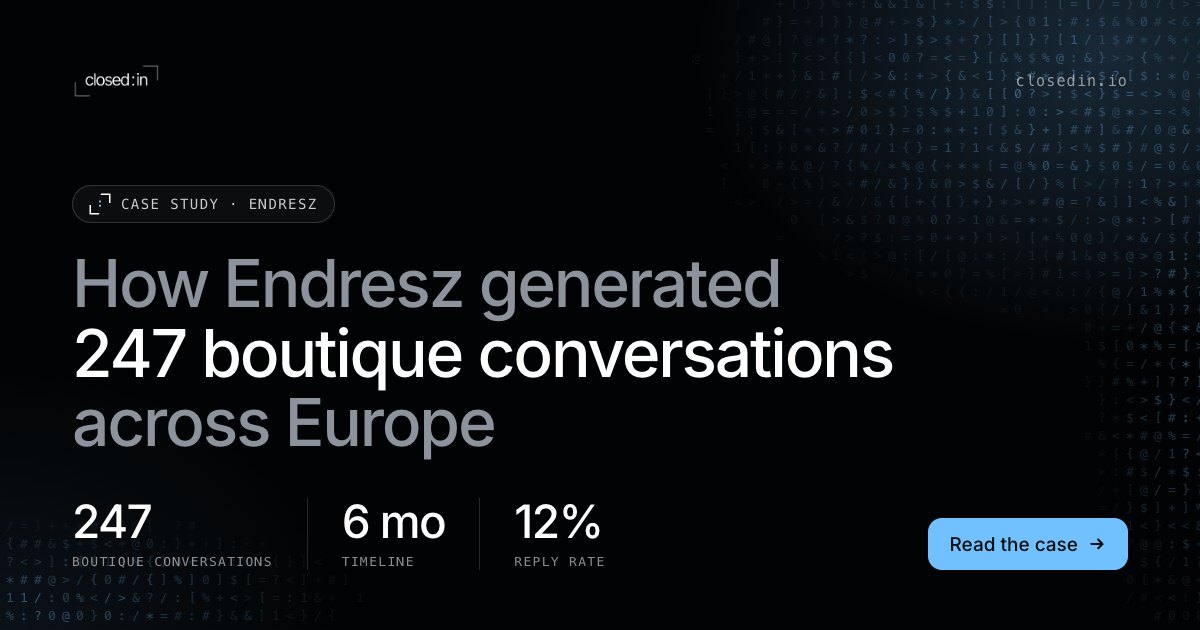 closed:in
closedin.io
CASE STUDY · ENDRESZ
How Endresz generated
247 boutique conversations
across Europe
247
BOUTIQUE CONVERSATIONS
6 mo
TIMELINE
12%
REPLY RATE
Read the case →